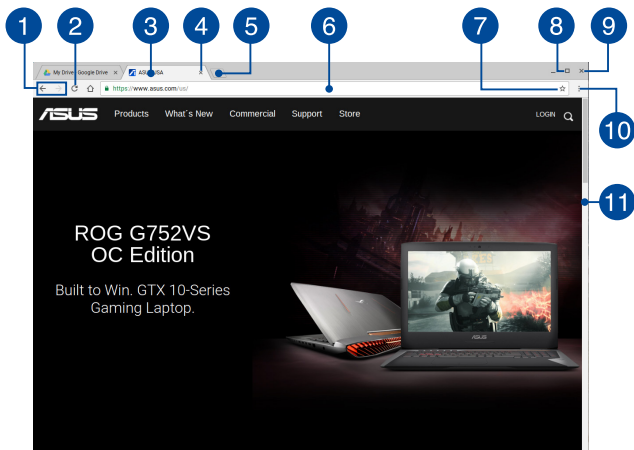 1 2 3 4 5 6 7 8 9
My Drive - Google Drive × ASUS USA ×
https://www.asus.com/us/
10
ASUS Products What's New Commercial Support Store LOGIN
11
ROG G752VS
OC Edition
Built to Win. GTX 10-Series
Gaming Laptop.
ASUS